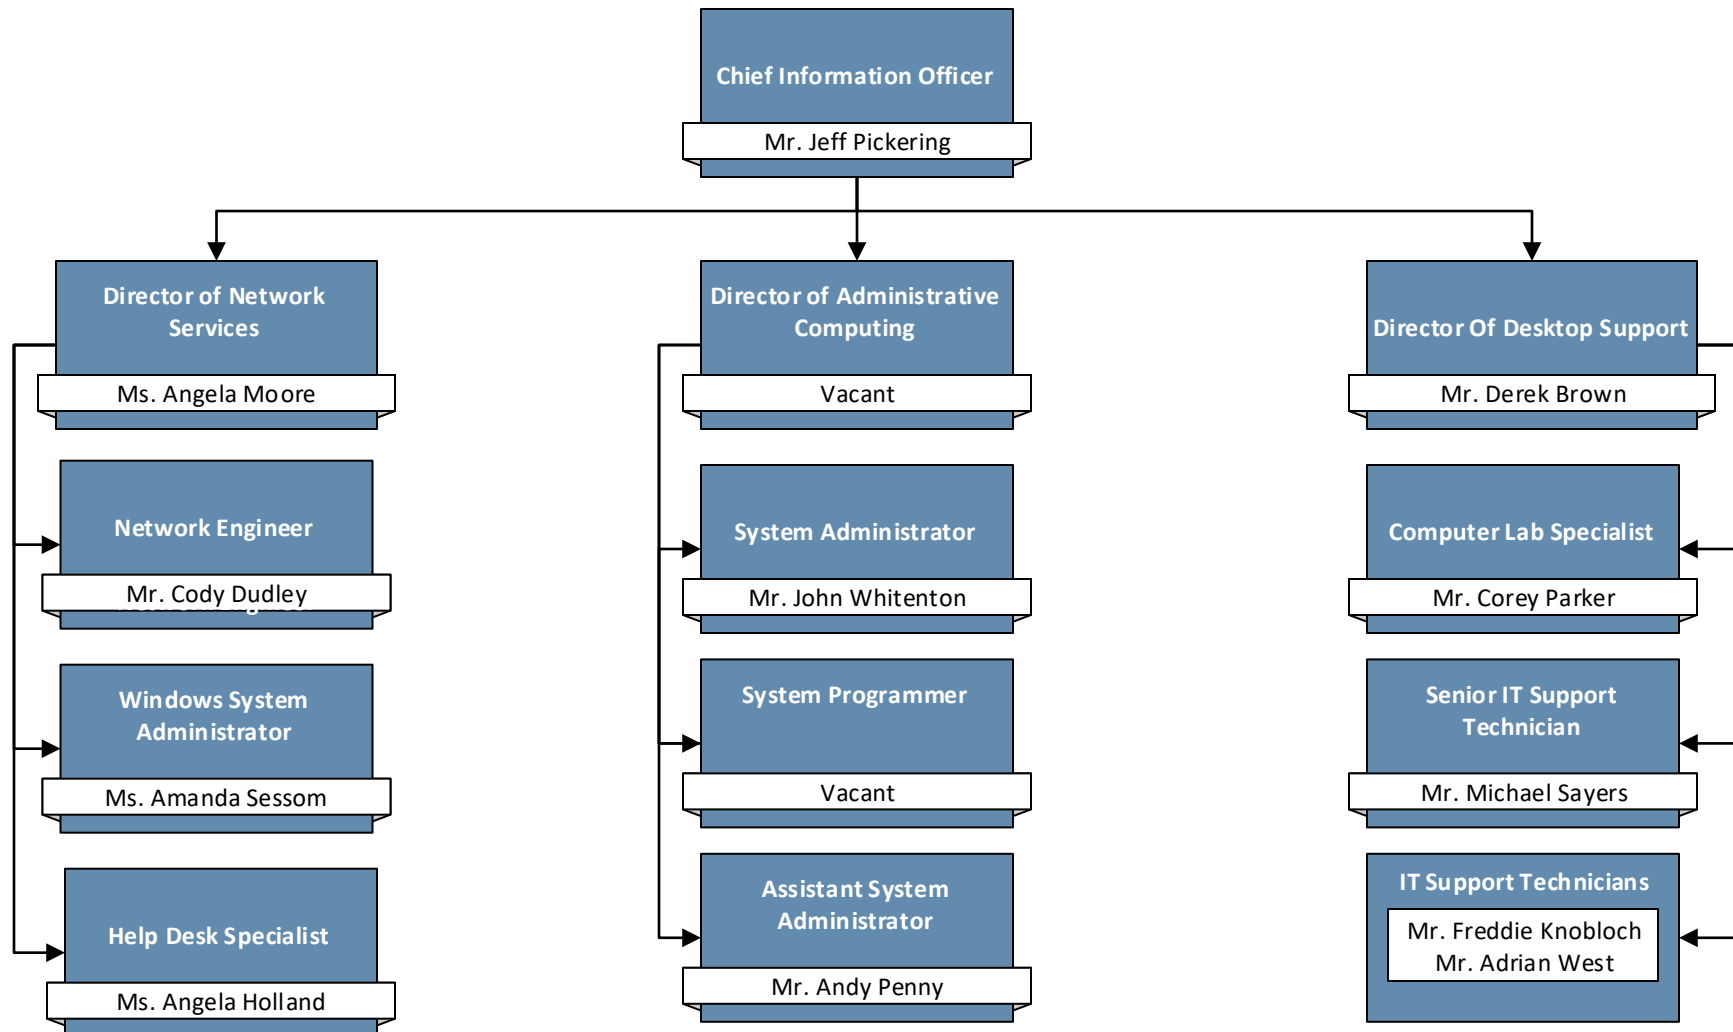 Chief Information Officer
Mr. Jeff Pickering
Director of Network
Services
Ms. Angela Moore
Director of Administrative
Computing
Vacant
Director Of Desktop Support
Mr. Derek Brown
Network Engineer
Mr. Cody Dudley
Network Engineer
System Administrator
Mr. John Whitenton
Computer Lab Specialist
Mr. Corey Parker
Windows System
Administrator
Ms. Amanda Sessom
System Programmer
Vacant
Senior IT Support
Technician
Mr. Michael Sayers
Help Desk Specialist
Ms. Angela Holland
Assistant System
Administrator
Mr. Andy Penny
IT Support Technicians
Mr. Freddie Knobloch
Mr. Adrian West